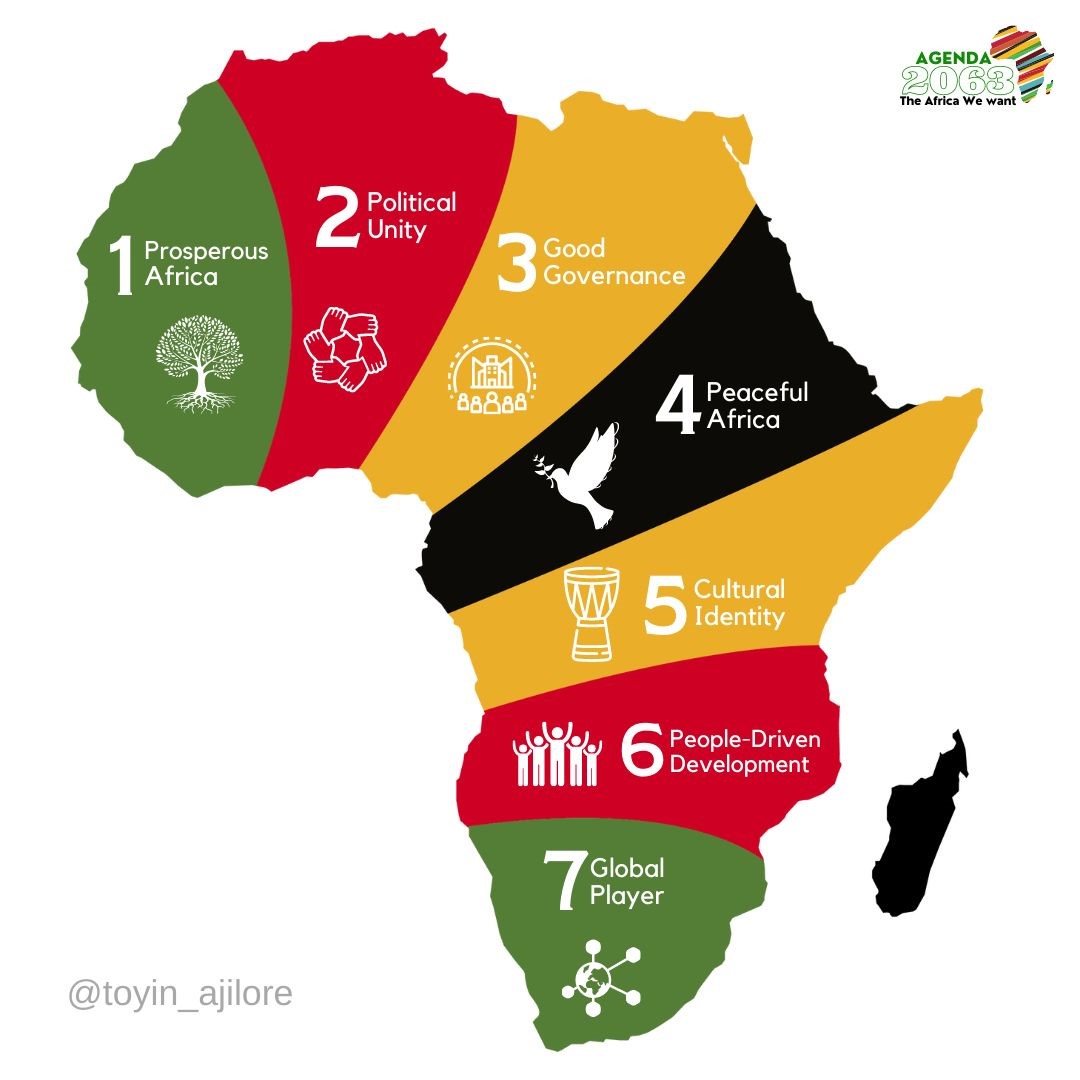 AGENDA
2063
The Africa We want
1 Prosperous
Africa
2 Political
Unity
3 Good
Governance
4 Peaceful
Africa
5 Cultural
Identity
6 People-Driven
Development
7 Global
Player
@toyin_ajilore